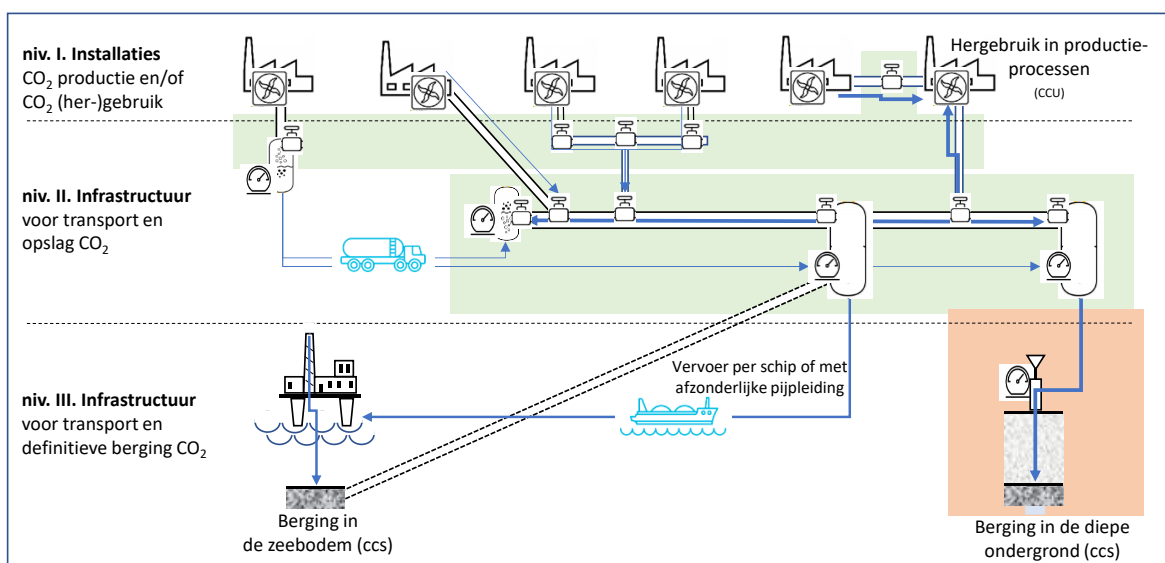 niv. I. Installaties
CO₂ productie en/of
CO₂ (her-)gebruik
Hergebruik in productie-
processen
(CCU)
niv. II. Infrastructuur
voor transport en
opslag CO₂
niv. III. Infrastructuur
voor transport en
definitieve berging CO₂
Vervoer per schip of met
afzonderlijke pijpleiding
Berging in
de zeebodem (ccs)
Berging in de diepe
ondergrond (ccs)